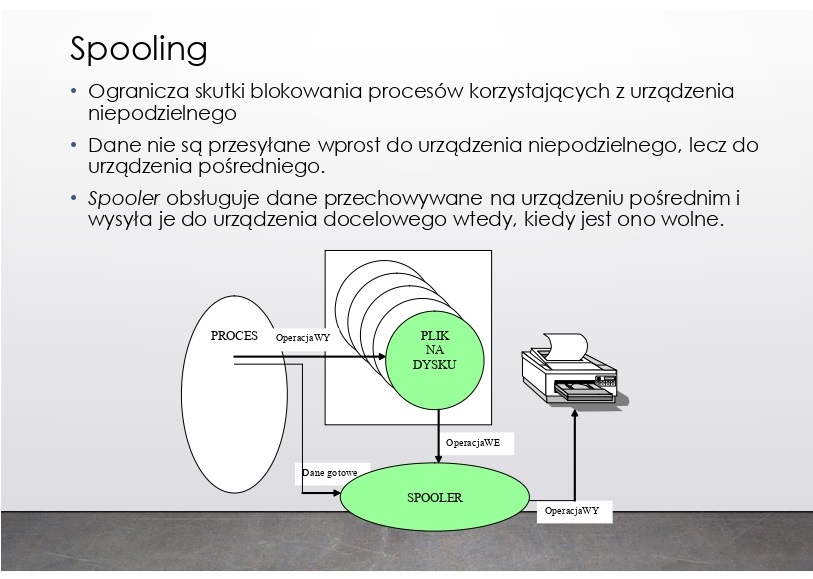 Spooling
• Ogranicza skutki blokowania procesów korzystających z urządzenia
niepodzielnego
• Dane nie są przesyłane wprost do urządzenia niepodzielnego, lecz do
urządzenia pośredniego.
• Spooler obsługuje dane przechowywane na urządzeniu pośrednim i
wysyła je do urządzenia docelowego wtedy, kiedy jest ono wolne.
PROCES
OperacjaWY
PLIK
NA
DYSKU
OperacjaWE
Dane gotowe
SPOOLER
OperacjaWY